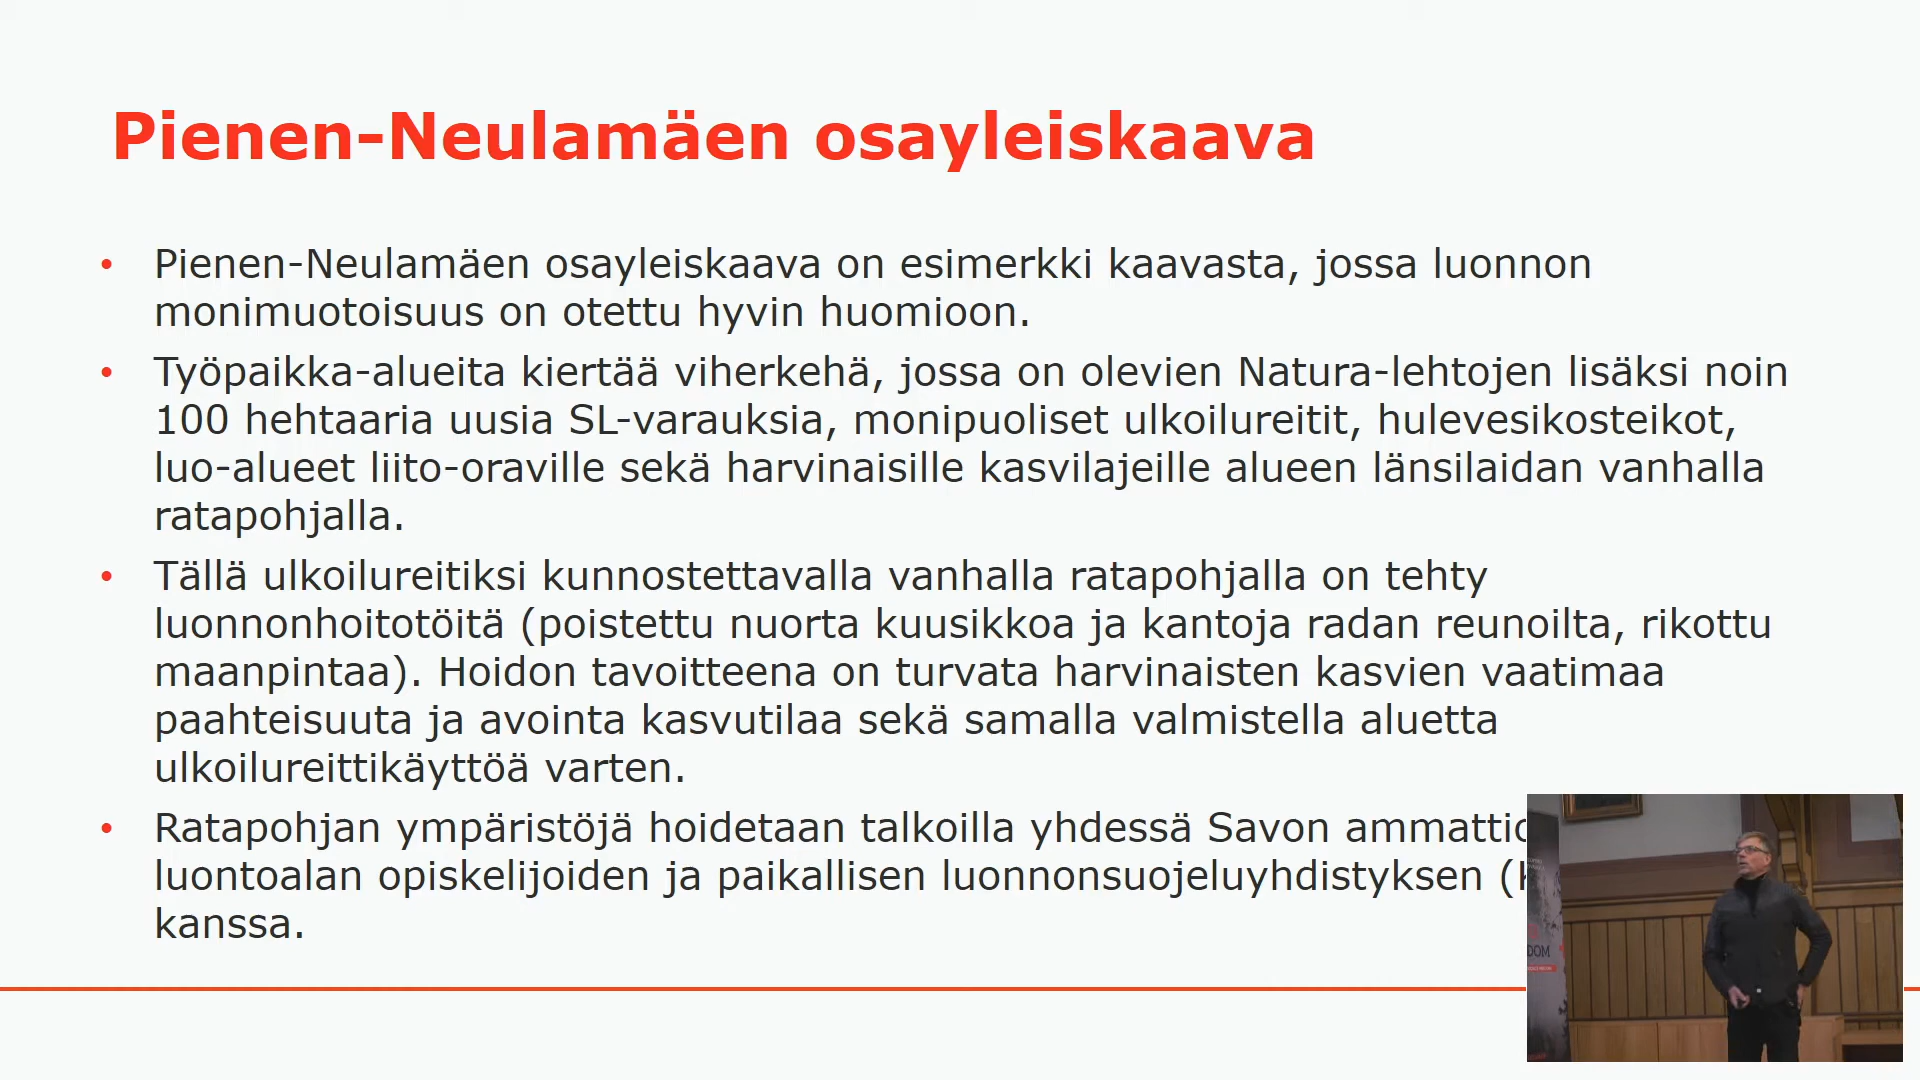 Pienen-Neulamäen osayleiskaava
• Pienen-Neulamäen osayleiskaava on esimerkki kaavasta, jossa luonnon
monimuotoisuus on otettu hyvin huomioon.
• Työpaikka-alueita kiertää viherkehä, jossa on olevien Natura-lehtojen lisäksi noin
100 hehtaaria uusia SL-varauksia, monipuoliset ulkoilureitit, hulevesikosteikot,
luo-alueet liito-oraville sekä harvinaisille kasvilajeille alueen länsilaidan vanhalla
ratapohjalla.
• Tällä ulkoilureitiksi kunnostettavalla vanhalla ratapohjalla on tehty
luonnonhoitotöitä (poistettu nuorta kuusikkoa ja kantoja radan reunoilta, rikottu
maanpintaa). Hoidon tavoitteena on turvata harvinaisten kasvien vaatimaa
paahteisuuta ja avointa kasvutilaa sekä samalla valmistella aluetta
ulkoilureittikäyttöä varten.
• Ratapohjan ympäristöjä hoidetaan talkoilla yhdessä Savon
luontoalan opiskelijoiden ja paikallisen luonnonsuojeluyhdistyksen
kanssa.